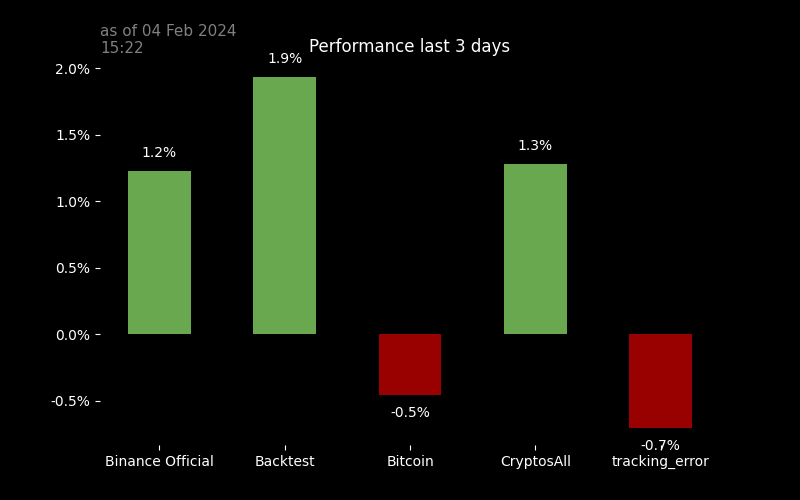 as of 04 Feb 2024
15:22
Performance last 3 days
2.0%
1.5%
1.0%
0.5%
0.0%
-0.5%
1.2%
1.9%
-0.5%
1.3%
-0.7%
Binance Official
Backtest
Bitcoin
CryptosAll
tracking_error